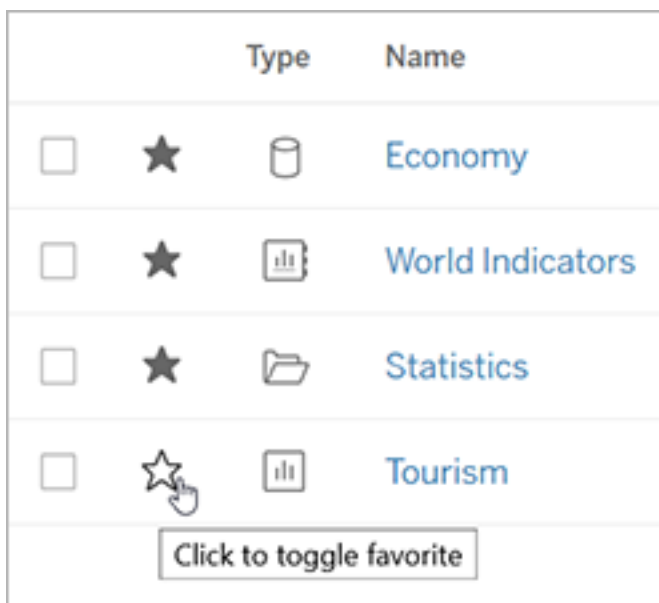 Type Name
Economy
World Indicators
Statistics
Tourism
Click to toggle favorite